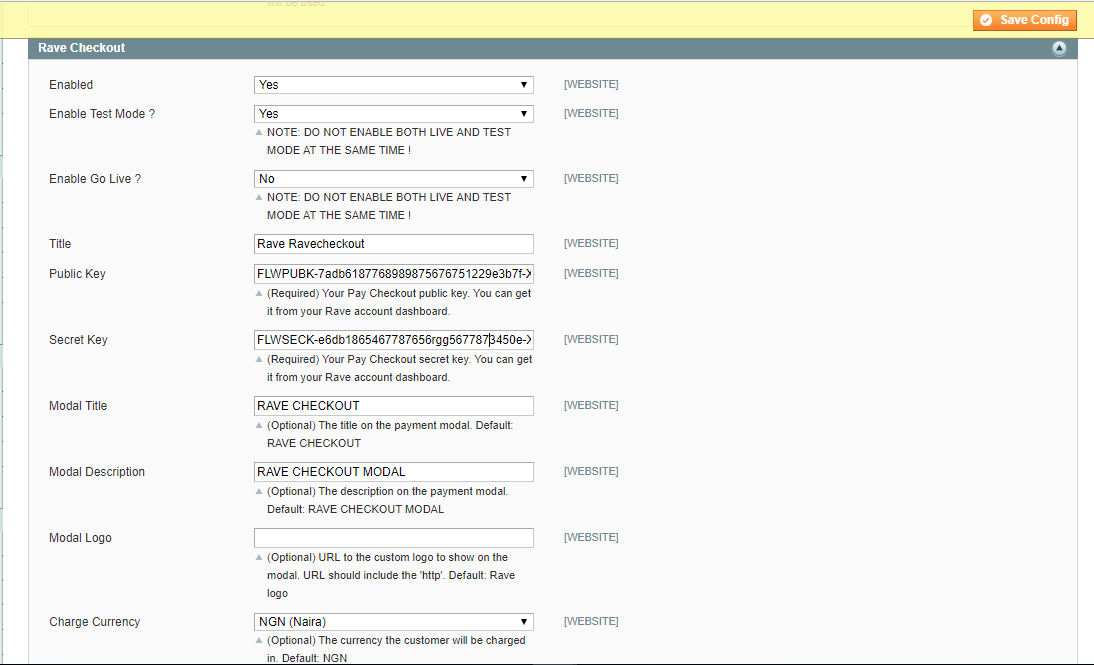 will be used
Save Config
Rave Checkout
Enabled Yes [WEBSITE]
Enable Test Mode ? Yes [WEBSITE]
NOTE: DO NOT ENABLE BOTH LIVE AND TEST
MODE AT THE SAME TIME !
Enable Go Live ? No [WEBSITE]
NOTE: DO NOT ENABLE BOTH LIVE AND TEST
MODE AT THE SAME TIME !
Title Rave Ravecheckout [WEBSITE]
Public Key FLWPUBK-7adb6187768989875676751229e3b7f-X [WEBSITE]
(Required) Your Pay Checkout public key. You can get
it from your Rave account dashboard.
Secret Key FLWSECK-e6db1865467787656rgg5677873450e-X [WEBSITE]
(Required) Your Pay Checkout secret key. You can get
it from your Rave account dashboard.
Modal Title RAVE CHECKOUT [WEBSITE]
(Optional) The title on the payment modal. Default:
RAVE CHECKOUT
Modal Description RAVE CHECKOUT MODAL [WEBSITE]
(Optional) The description on the payment modal.
Default: RAVE CHECKOUT MODAL
Modal Logo [WEBSITE]
(Optional) URL to the custom logo to show on the
modal. URL should include the 'http'. Default: Rave
logo
Charge Currency NGN (Naira) [WEBSITE]
(Optional) The currency the customer will be charged
in. Default: NGN